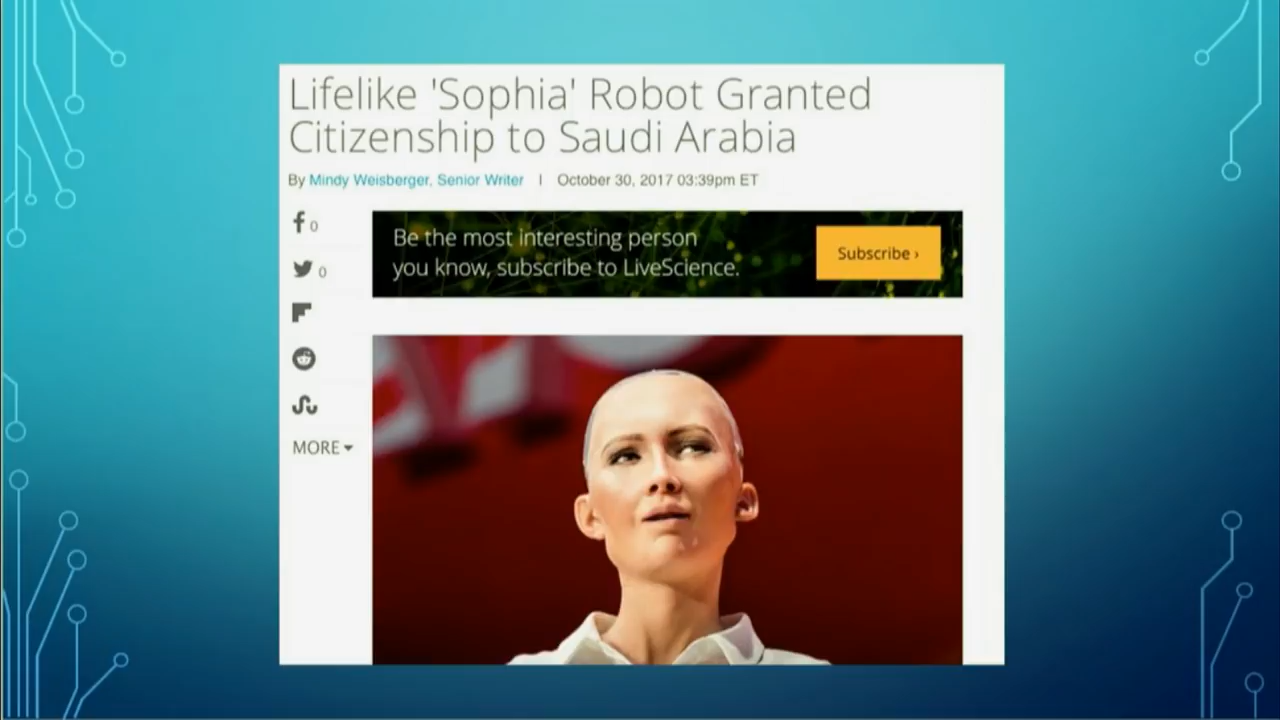 Lifelike 'Sophia' Robot Granted
Citizenship to Saudi Arabia
By Mindy Weisberger, Senior Writer | October 30, 2017 03:39pm ET
0
Be the most interesting person
you know, subscribe to LiveScience.
Subscribe ›
0
MORE